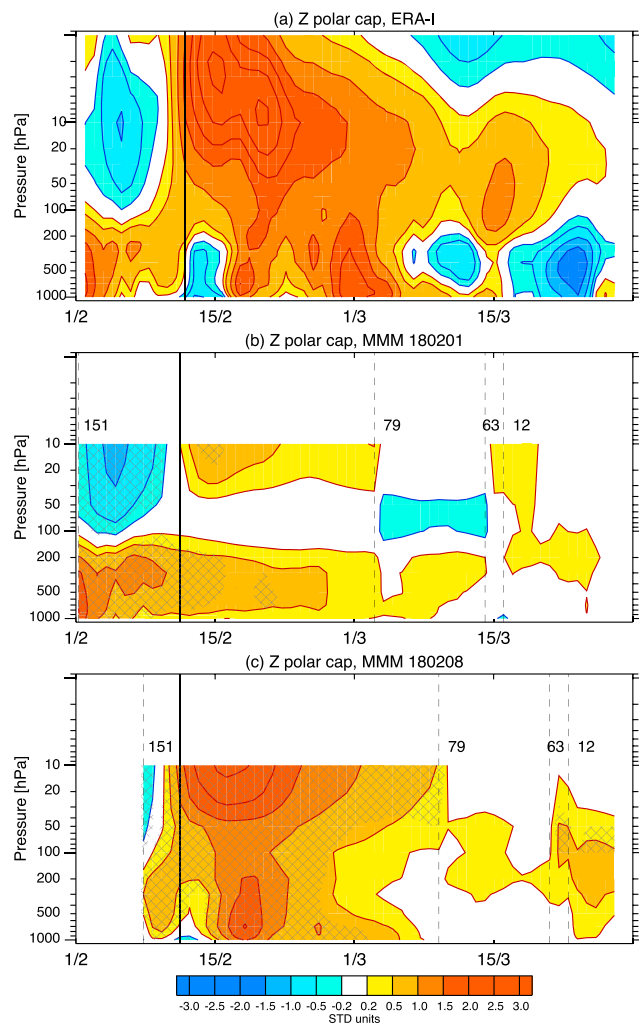 (a) Z polar cap, ERA-I
Pressure [hPa]
10
20
50
100
200
500
1000
1/2 15/2 1/3 15/3
(b) Z polar cap, MMM 180201
Pressure [hPa]
151 79 63 12
10
20
50
100
200
500
1000
1/2 15/2 1/3 15/3
(c) Z polar cap, MMM 180208
Pressure [hPa]
151 79 63 12
10
20
50
100
200
500
1000
1/2 15/2 1/3 15/3
-3.0 -2.5 -2.0 -1.5 -1.0 -0.5 -0.2 0.2 0.5 1.0 1.5 2.0 2.5 3.0
STD units